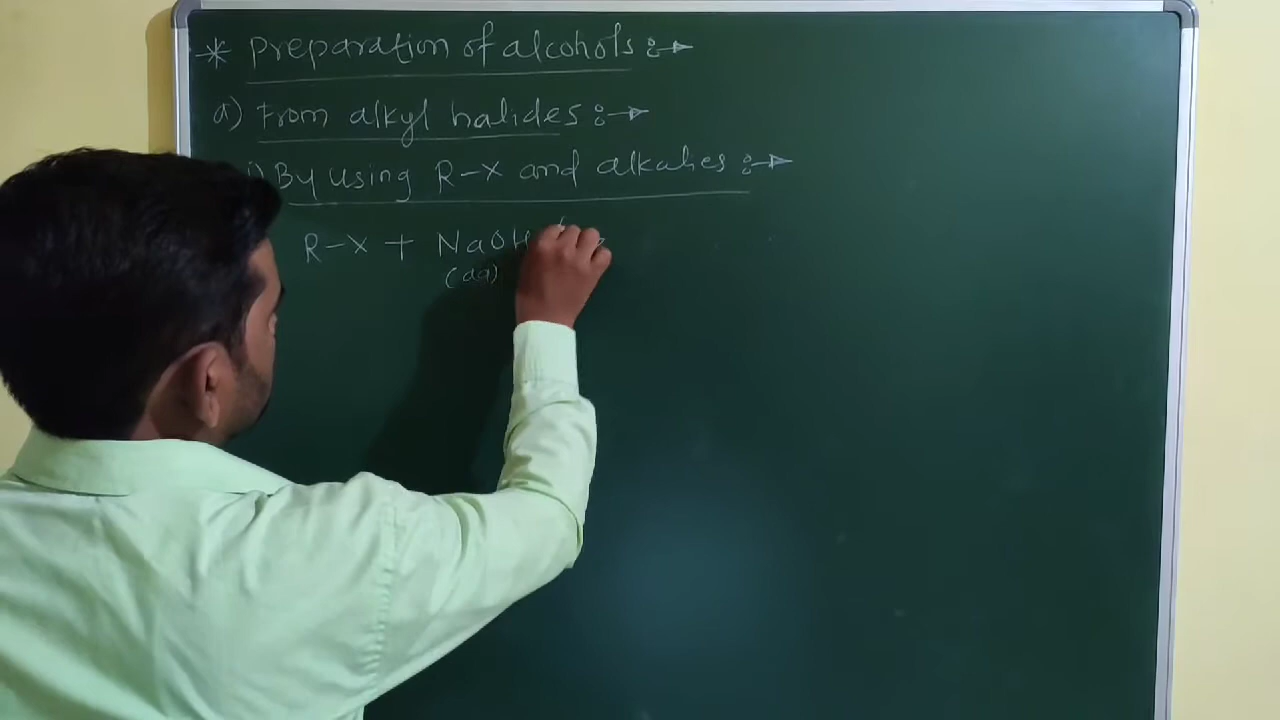 * Preparation of alcohols :→
a) From alkyl halides :→
i) By using R-X and alkalies :→
R-X + NaOH
(aq)